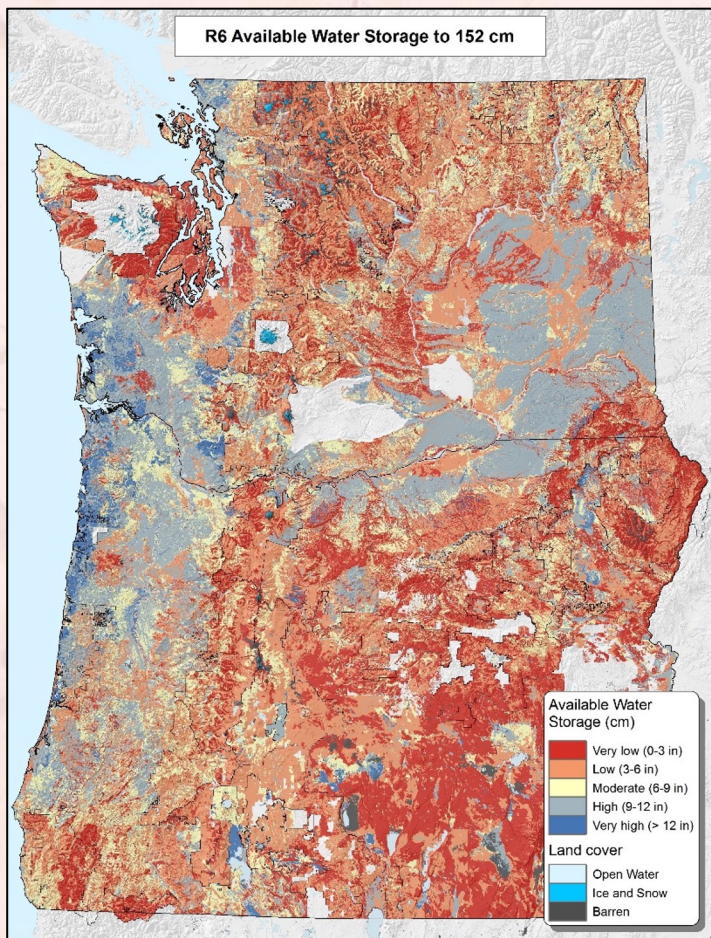 R6 Available Water Storage to 152 cm
Available Water
Storage (cm)
Very low (0-3 in)
Low (3-6 in)
Moderate (6-9 in)
High (9-12 in)
Very high (> 12 in)
Land cover
Open Water
Ice and Snow
Barren